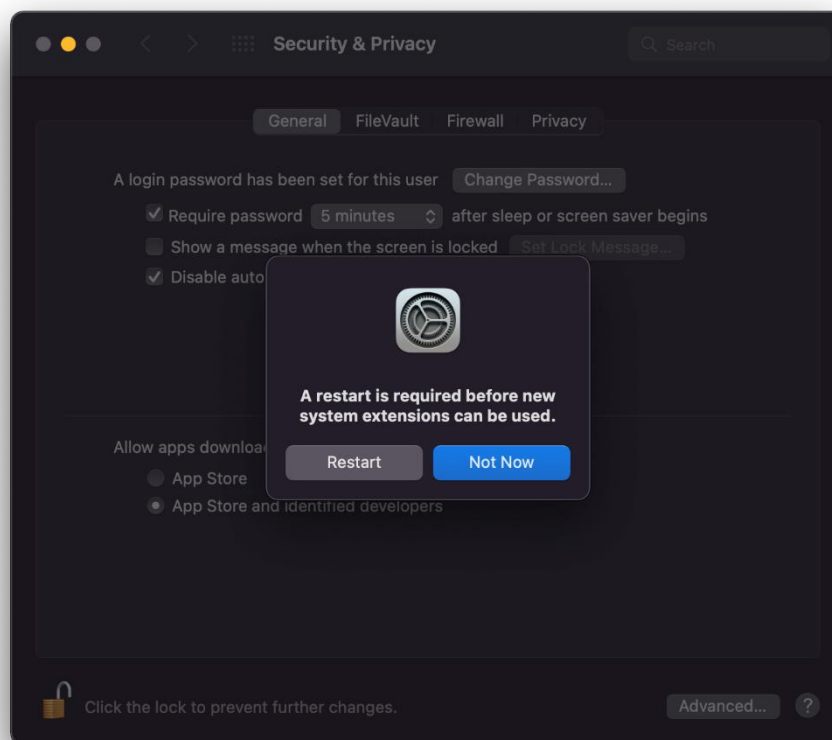 Security & Privacy
Search
General FileVault Firewall Privacy
A login password has been set for this user Change Password...
Require password 5 minutes after sleep or screen saver begins
Show a message when the screen is locked Set Lock Message...
Disable auto
A restart is required before new
system extensions can be used.
Restart Not Now
Allow apps downloa
App Store
App Store and identified developers
Click the lock to prevent further changes.
Advanced... ?